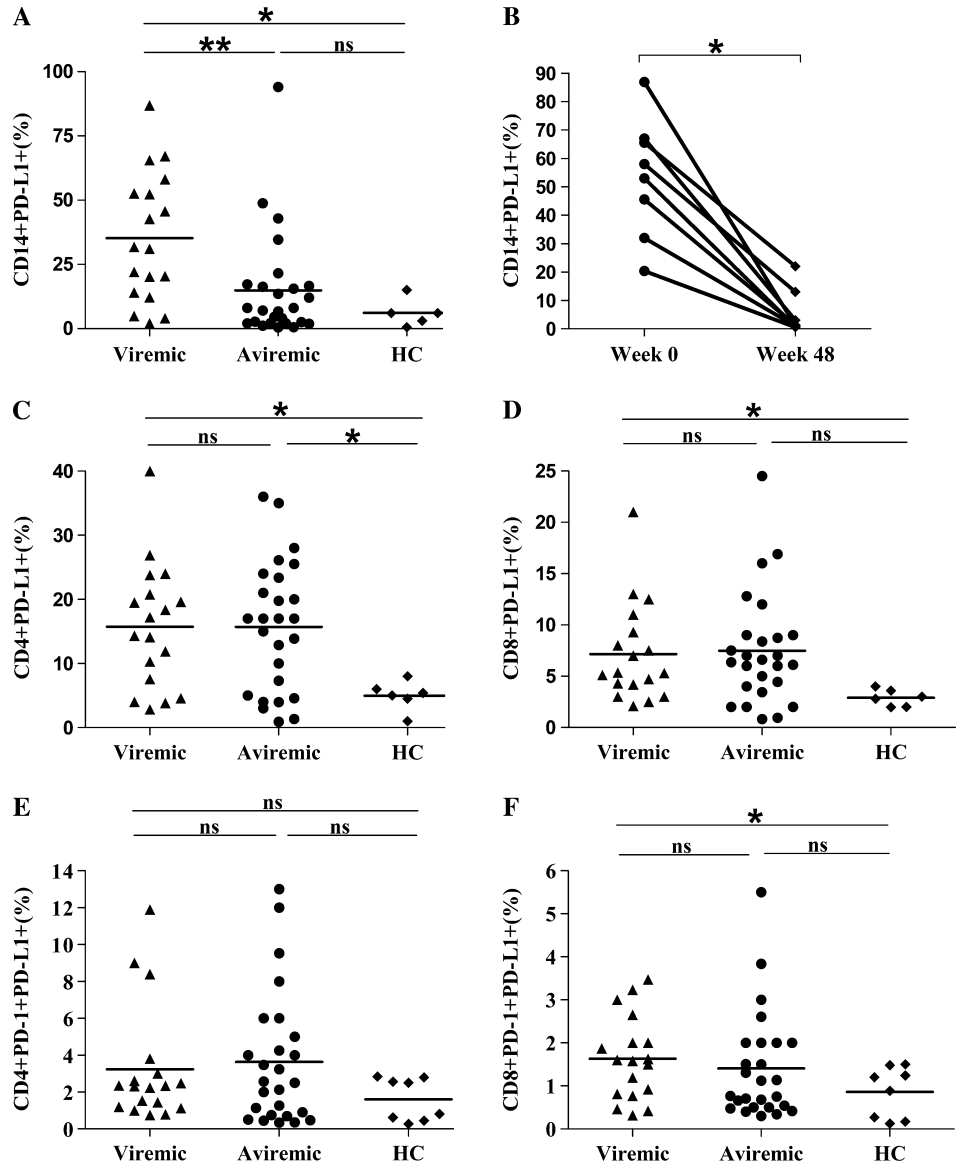 A
*
**
ns
CD14+PD-L1+(%)
100
75
50
25
0
Viremic Aviremic HC
B
*
CD14+PD-L1+(%)
90
80
70
60
50
40
30
20
10
0
Week 0 Week 48
C
*
ns *
CD4+PD-L1+(%)
40
30
20
10
0
Viremic Aviremic HC
D
*
ns ns
CD8+PD-L1+(%)
25
20
15
10
5
0
Viremic Aviremic HC
E
ns
ns ns
CD4+PD-1+PD-L1+(%)
14
12
10
8
6
4
2
0
Viremic Aviremic HC
F
*
ns ns
CD8+PD-1+PD-L1+(%)
6
5
4
3
2
1
0
Viremic Aviremic HC